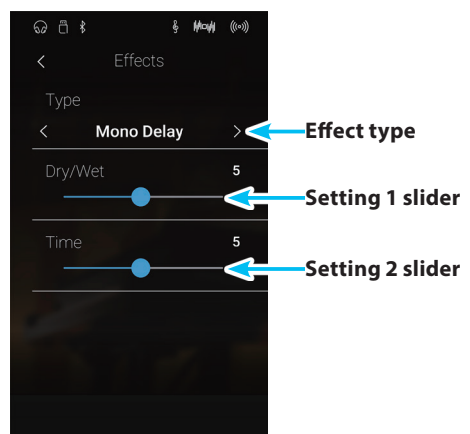 Effects
Type
Mono Delay
Effect type
Dry/Wet 5
Setting 1 slider
Time 5
Setting 2 slider